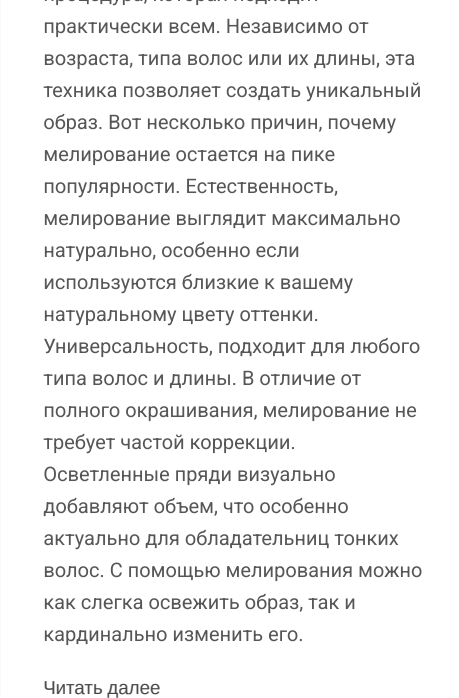 практически всем. Независимо от
возраста, типа волос или их длины, эта
техника позволяет создать уникальный
образ. Вот несколько причин, почему
мелирование остается на пике
популярности. Естественность,
мелирование выглядит максимально
натурально, особенно если
используются близкие к вашему
натуральному цвету оттенки.
Универсальность, подходит для любого
типа волос и длины. В отличие от
полного окрашивания, мелирование не
требует частой коррекции.
Осветленные пряди визуально
добавляют объем, что особенно
актуально для обладательниц тонких
волос. С помощью мелирования можно
как слегка освежить образ, так и
кардинально изменить его.
Читать далее